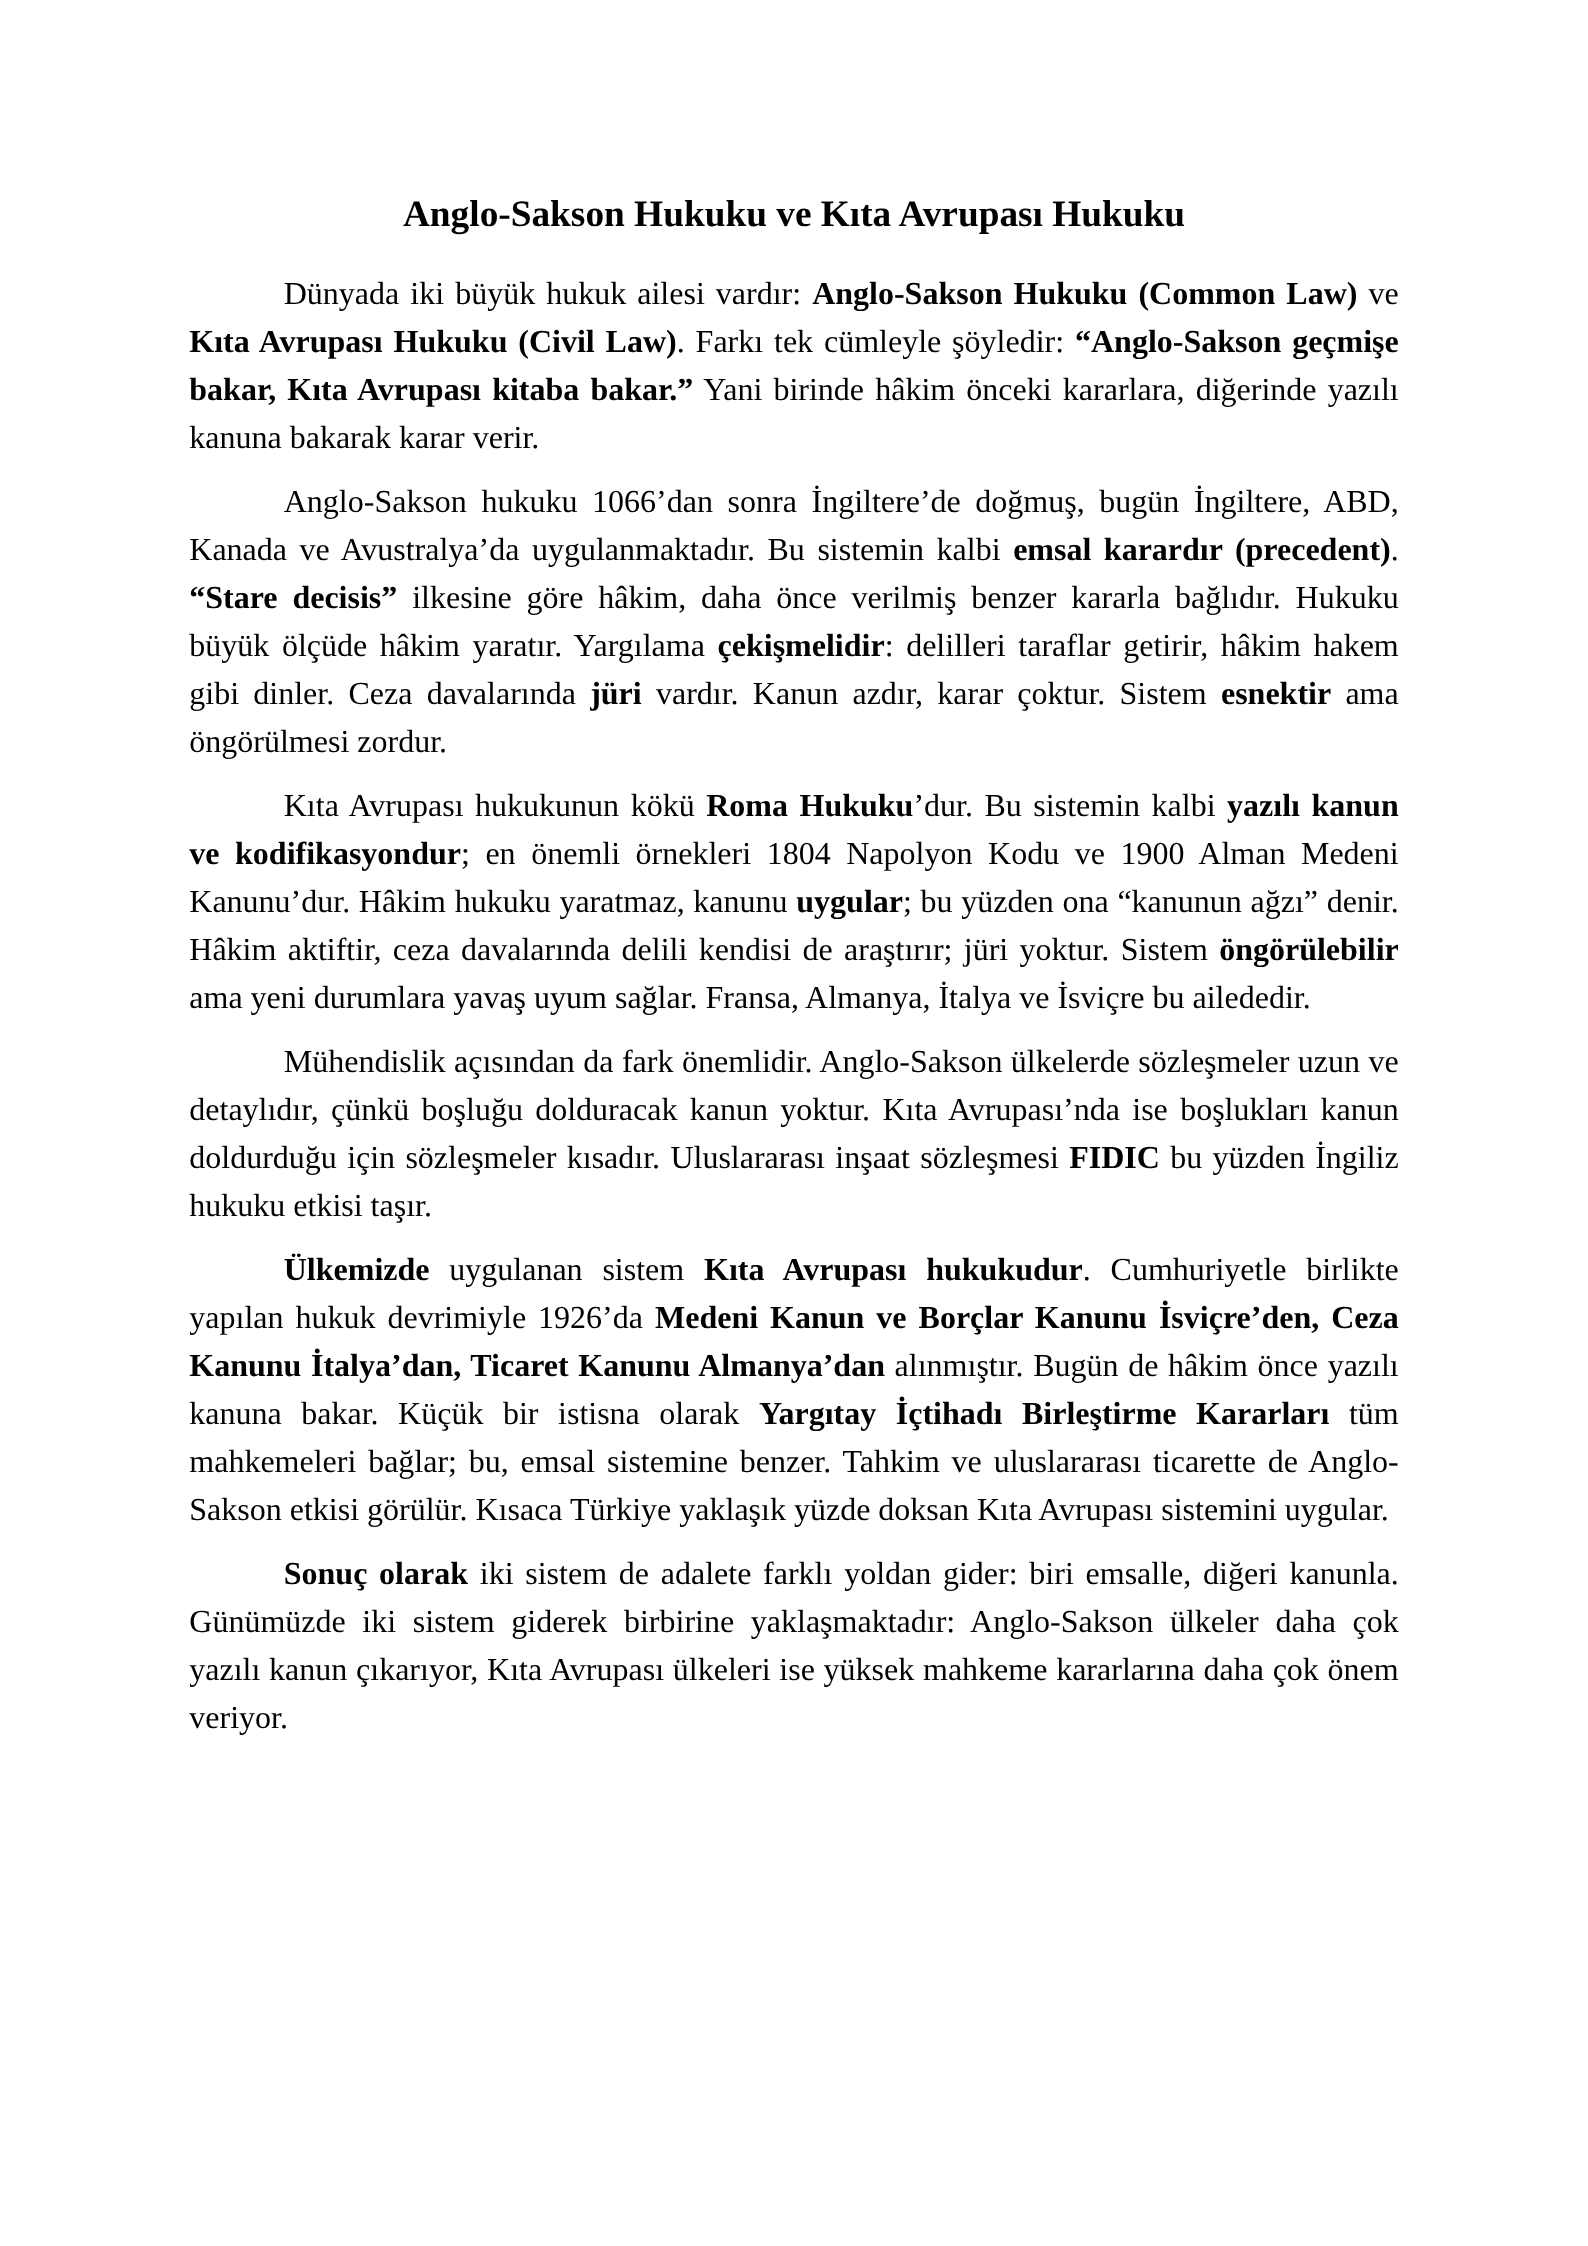 Anglo-Sakson Hukuku ve Kıta Avrupası Hukuku
Dünyada iki büyük hukuk ailesi vardır: Anglo-Sakson Hukuku (Common Law) ve
Kıta Avrupası Hukuku (Civil Law). Farkı tek cümleyle şöyledir: “Anglo-Sakson geçmişe
bakar, Kıta Avrupası kitaba bakar.” Yani birinde hâkim önceki kararlara, diğerinde yazılı
kanuna bakarak karar verir.
Anglo-Sakson hukuku 1066’dan sonra İngiltere’de doğmuş, bugün İngiltere, ABD,
Kanada ve Avustralya’da uygulanmaktadır. Bu sistemin kalbi emsal karardır (precedent).
“Stare decisis” ilkesine göre hâkim, daha önce verilmiş benzer kararla bağlıdır. Hukuku
büyük ölçüde hâkim yaratır. Yargılama çekişmelidir: delilleri taraflar getirir, hâkim hakem
gibi dinler. Ceza davalarında jüri vardır. Kanun azdır, karar çoktur. Sistem esnektir ama
öngörülmesi zordur.
Kıta Avrupası hukukunun kökü Roma Hukuku’dur. Bu sistemin kalbi yazılı kanun
ve kodifikasyondur; en önemli örnekleri 1804 Napolyon Kodu ve 1900 Alman Medeni
Kanunu’dur. Hâkim hukuku yaratmaz, kanunu uygular; bu yüzden ona “kanunun ağzı” denir.
Hâkim aktiftir, ceza davalarında delili kendisi de araştırır; jüri yoktur. Sistem öngörülebilir
ama yeni durumlara yavaş uyum sağlar. Fransa, Almanya, İtalya ve İsviçre bu ailededir.
Mühendislik açısından da fark önemlidir. Anglo-Sakson ülkelerde sözleşmeler uzun ve
detaylıdır, çünkü boşluğu dolduracak kanun yoktur. Kıta Avrupası’nda ise boşlukları kanun
doldurduğu için sözleşmeler kısadır. Uluslararası inşaat sözleşmesi FIDIC bu yüzden İngiliz
hukuku etkisi taşır.
Ülkemizde uygulanan sistem Kıta Avrupası hukukudur. Cumhuriyetle birlikte
yapılan hukuk devrimiyle 1926’da Medeni Kanun ve Borçlar Kanunu İsviçre’den, Ceza
Kanunu İtalya’dan, Ticaret Kanunu Almanya’dan alınmıştır. Bugün de hâkim önce yazılı
kanuna bakar. Küçük bir istisna olarak Yargıtay İçtihadı Birleştirme Kararları tüm
mahkemeleri bağlar; bu, emsal sistemine benzer. Tahkim ve uluslararası ticarette de Anglo-
Sakson etkisi görülür. Kısaca Türkiye yaklaşık yüzde doksan Kıta Avrupası sistemini uygular.
Sonuç olarak iki sistem de adalete farklı yoldan gider: biri emsalle, diğeri kanunla.
Günümüzde iki sistem giderek birbirine yaklaşmaktadır: Anglo-Sakson ülkeler daha çok
yazılı kanun çıkarıyor, Kıta Avrupası ülkeleri ise yüksek mahkeme kararlarına daha çok önem
veriyor.